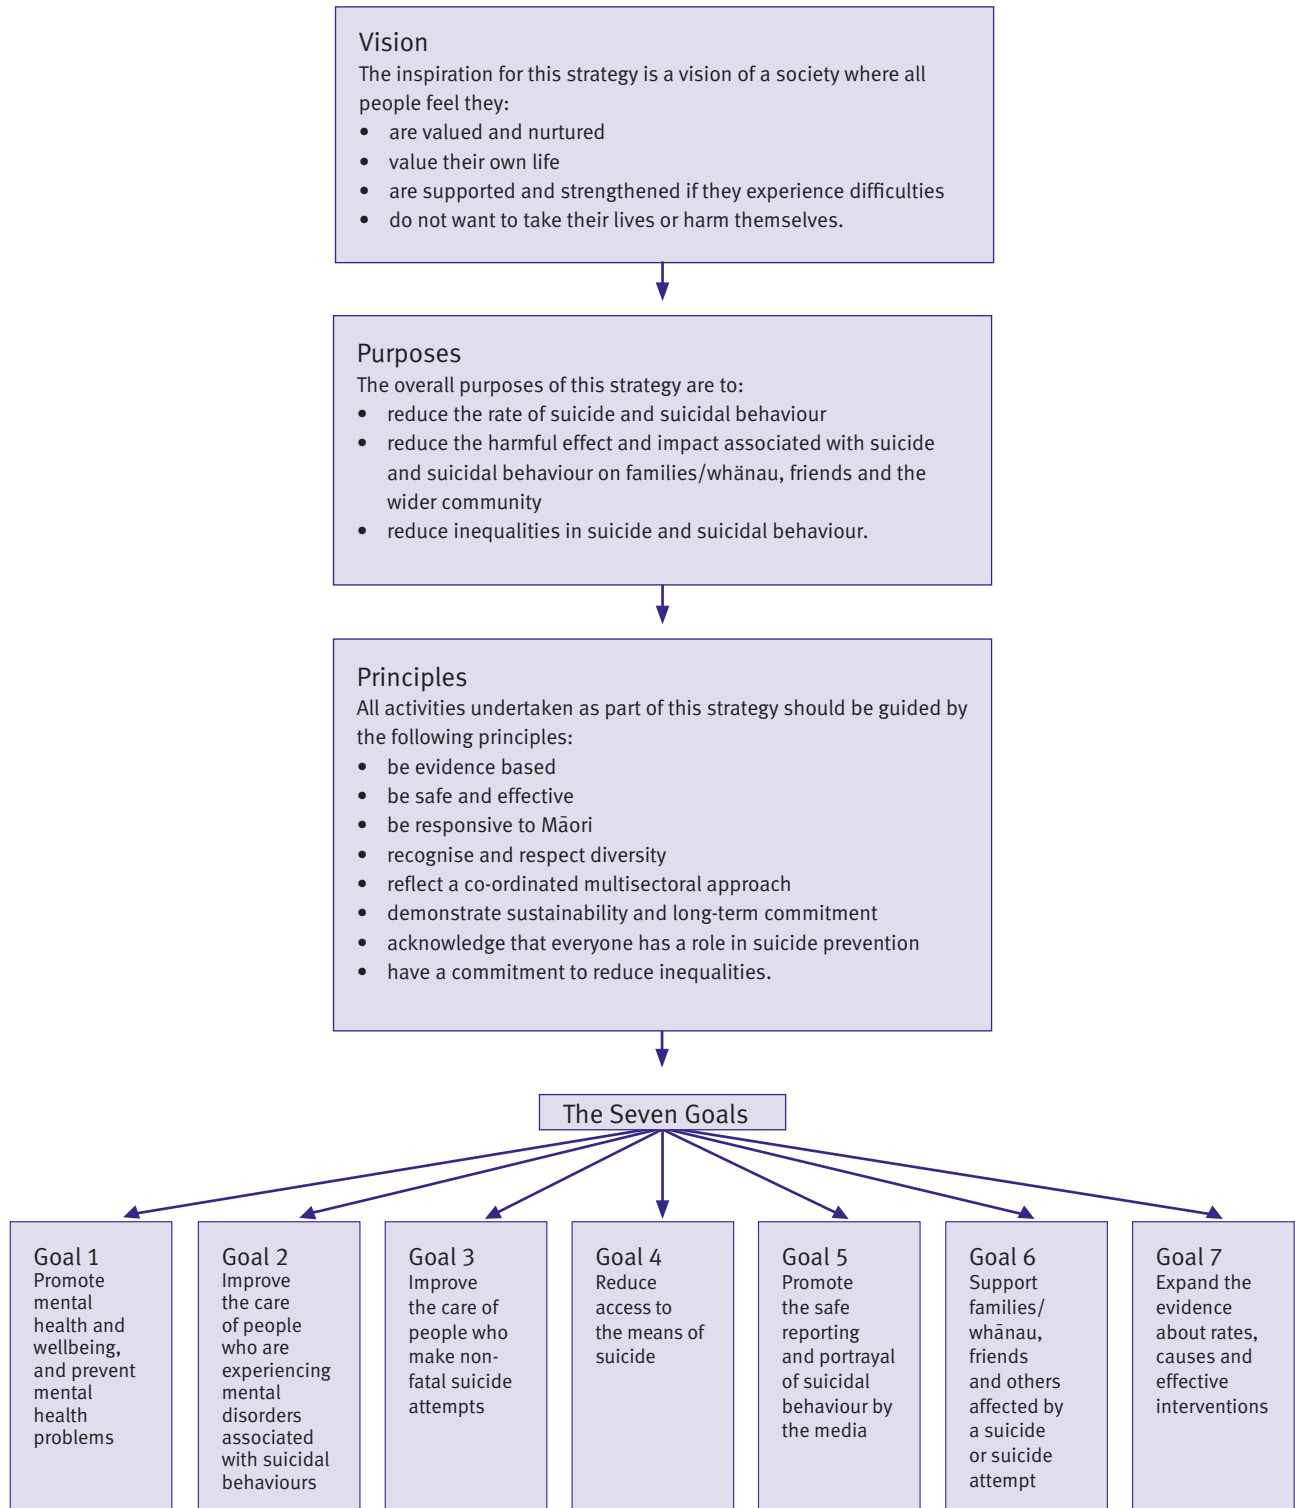 Vision
The inspiration for this strategy is a vision of a society where all
people feel they:
• are valued and nurtured
• value their own life
• are supported and strengthened if they experience difficulties
• do not want to take their lives or harm themselves.
Purposes
The overall purposes of this strategy are to:
• reduce the rate of suicide and suicidal behaviour
• reduce the harmful effect and impact associated with suicide
and suicidal behaviour on families/whänau, friends and the
wider community
• reduce inequalities in suicide and suicidal behaviour.
Principles
All activities undertaken as part of this strategy should be guided by
the following principles:
• be evidence based
• be safe and effective
• be responsive to Māori
• recognise and respect diversity
• reflect a co-ordinated multisectoral approach
• demonstrate sustainability and long-term commitment
• acknowledge that everyone has a role in suicide prevention
• have a commitment to reduce inequalities.
The Seven Goals
Goal 1
Promote
mental
health and
wellbeing,
and prevent
mental
health
problems
Goal 2
Improve
the care
of people
who are
experiencing
mental
disorders
associated
with suicidal
behaviours
Goal 3
Improve
the care of
people who
make non-
fatal suicide
attempts
Goal 4
Reduce
access to
the means of
suicide
Goal 5
Promote
the safe
reporting
and portrayal
of suicidal
behaviour by
the media
Goal 6
Support
families/
whānau,
friends
and others
affected by
a suicide
or suicide
attempt
Goal 7
Expand the
evidence
about rates,
causes and
effective
interventions